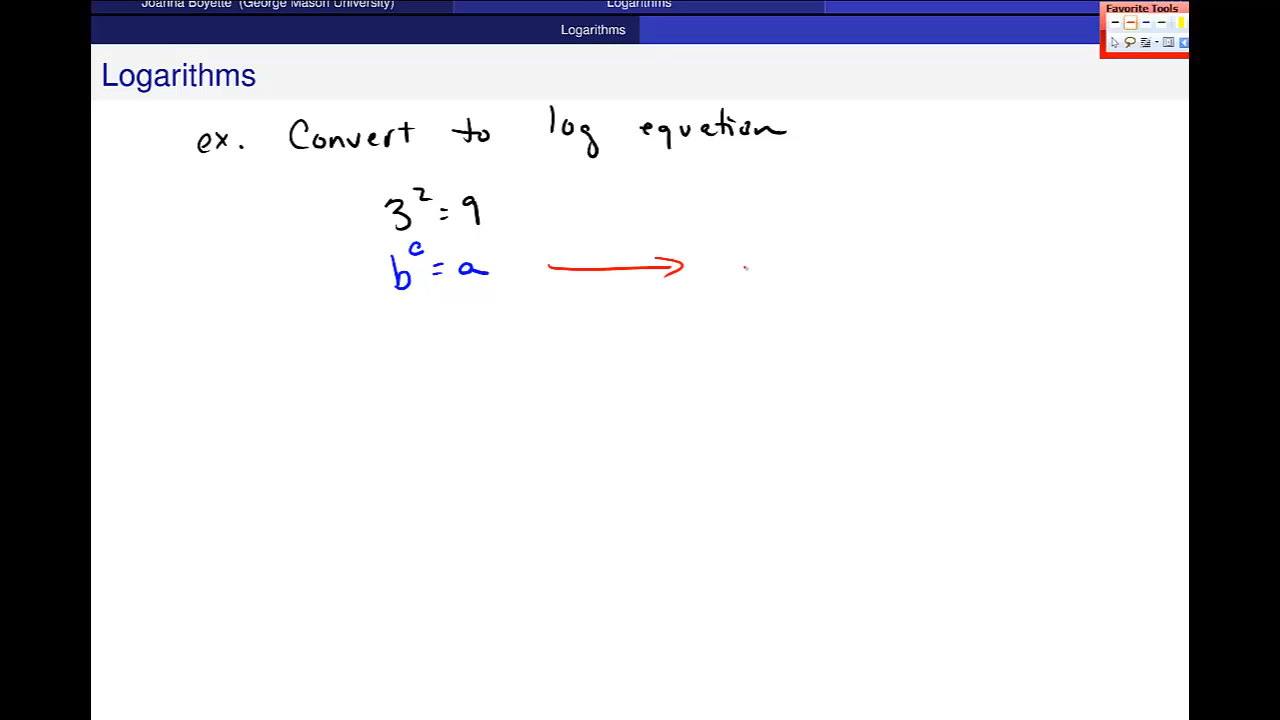 Joanna Boyette (George Mason University) Logarithms
Logarithms
Favorite Tools
Logarithms
ex. Convert to log equation
3² = 9
bᶜ = a →